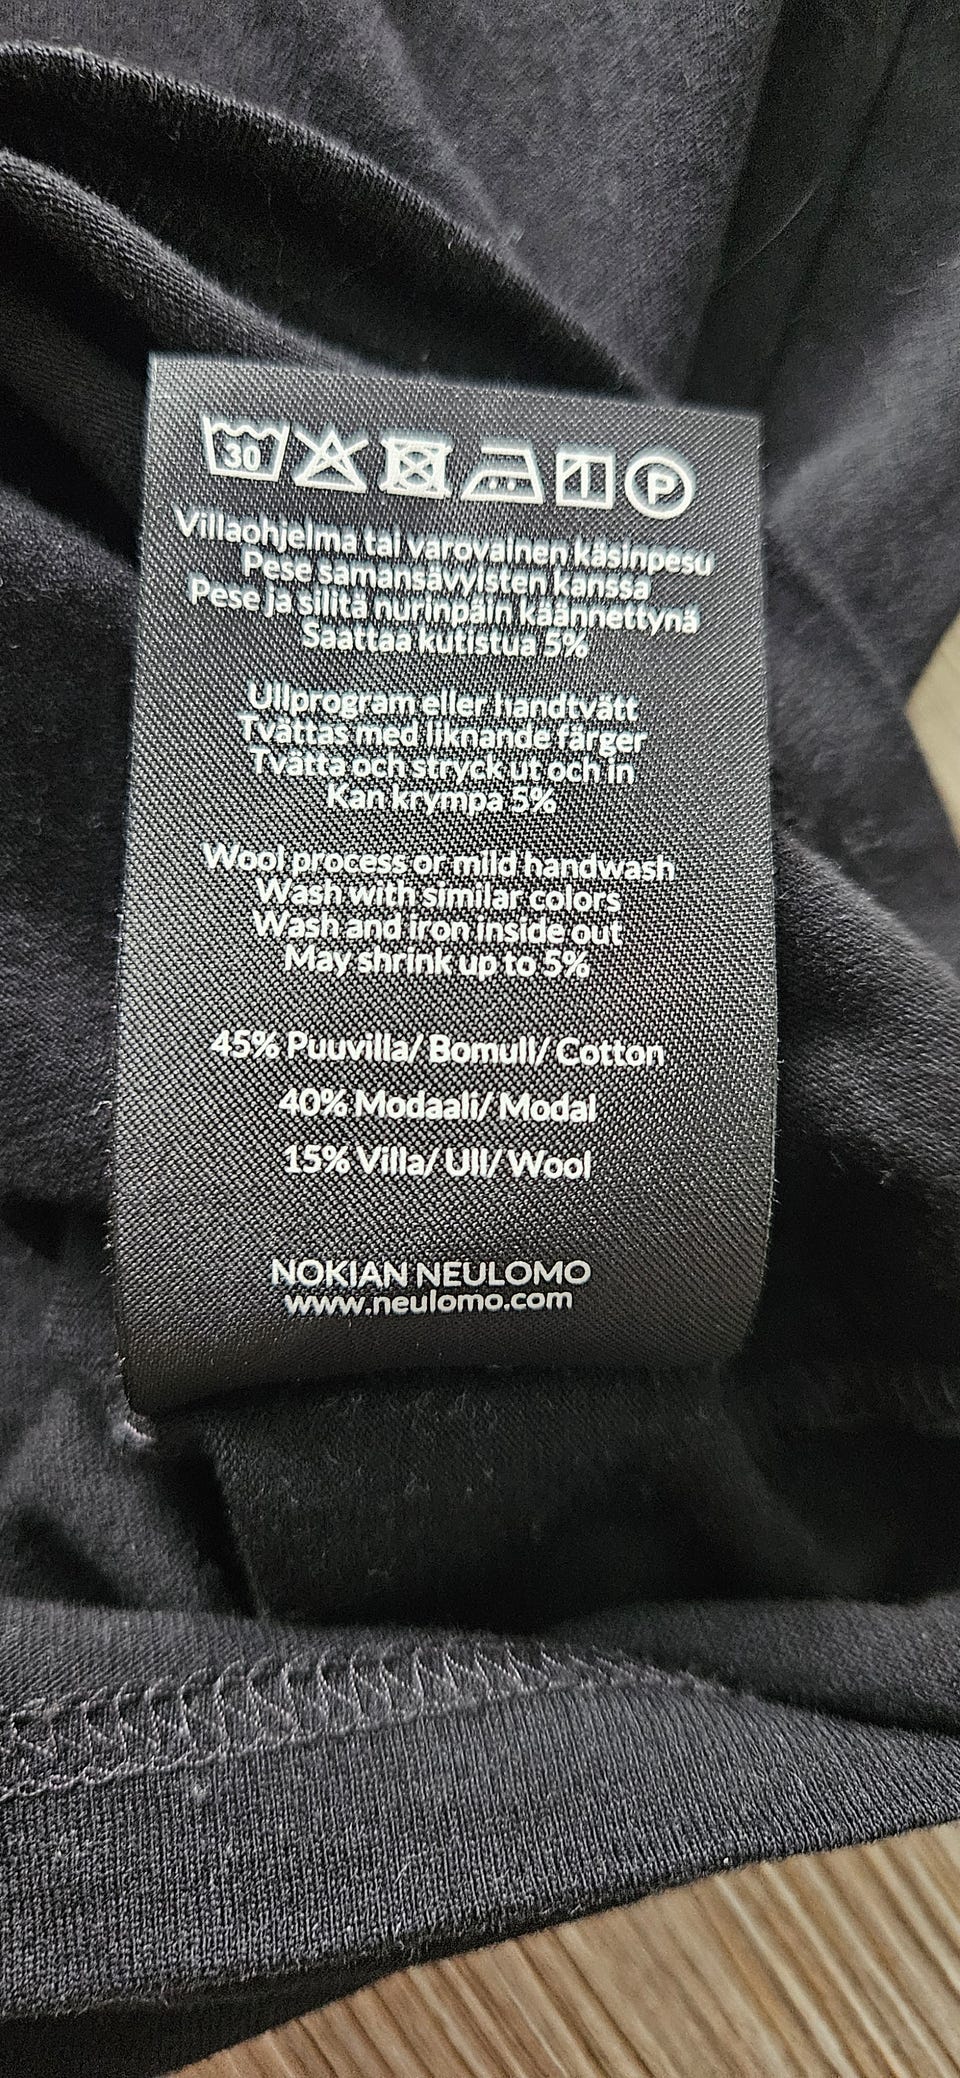 30
P
Villaohjelma tai varovainen käsinpesu
Pese samansävyisten kanssa
Pese ja silitä nurinpäin käännettynä
Saattaa kutistua 5%
Ullprogram eller handtvätt
Tvättas med liknande färger
Tvätta och stryck ut och in
Kan krympa 5%
Wool process or mild handwash
Wash with similar colors
Wash and iron inside out
May shrink up to 5%
45% Puuvilla/ Bomull/ Cotton
40% Modaali/ Modal
15% Villa/ Ull/ Wool
NOKIAN NEULOMO
www.neulomo.com